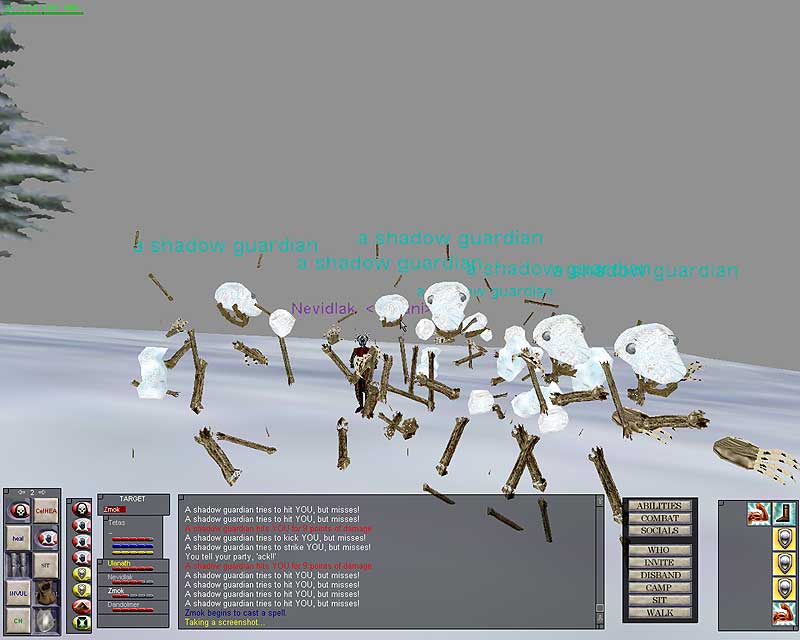 a shadow guardian
a shadow guardian
a shadow guardian
a shadow guardian
a shadow guardian
Nevidlak
guardian
2
CelHEA
heal
SIT
INVUL
CH
TARGET
Zmok
Tetas
Ulanath
Nevidlak
Zmok
Dandolmer
A shadow guardian tries to hit YOU, but misses!
A shadow guardian tries to hit YOU, but misses!
A shadow guardian hits YOU for 9 points of damage.
A shadow guardian tries to kick YOU, but misses!
A shadow guardian tries to strike YOU, but misses!
You tell your party, 'ack!!'
A shadow guardian hits YOU for 9 points of damage.
A shadow guardian tries to hit YOU, but misses!
A shadow guardian tries to hit YOU, but misses!
A shadow guardian tries to hit YOU, but misses!
A shadow guardian tries to hit YOU, but misses!
Zmok begins to cast a spell.
Taking a screenshot...
ABILITIES
COMBAT
SOCIALS
WHO
INVITE
DISBAND
CAMP
SIT
WALK